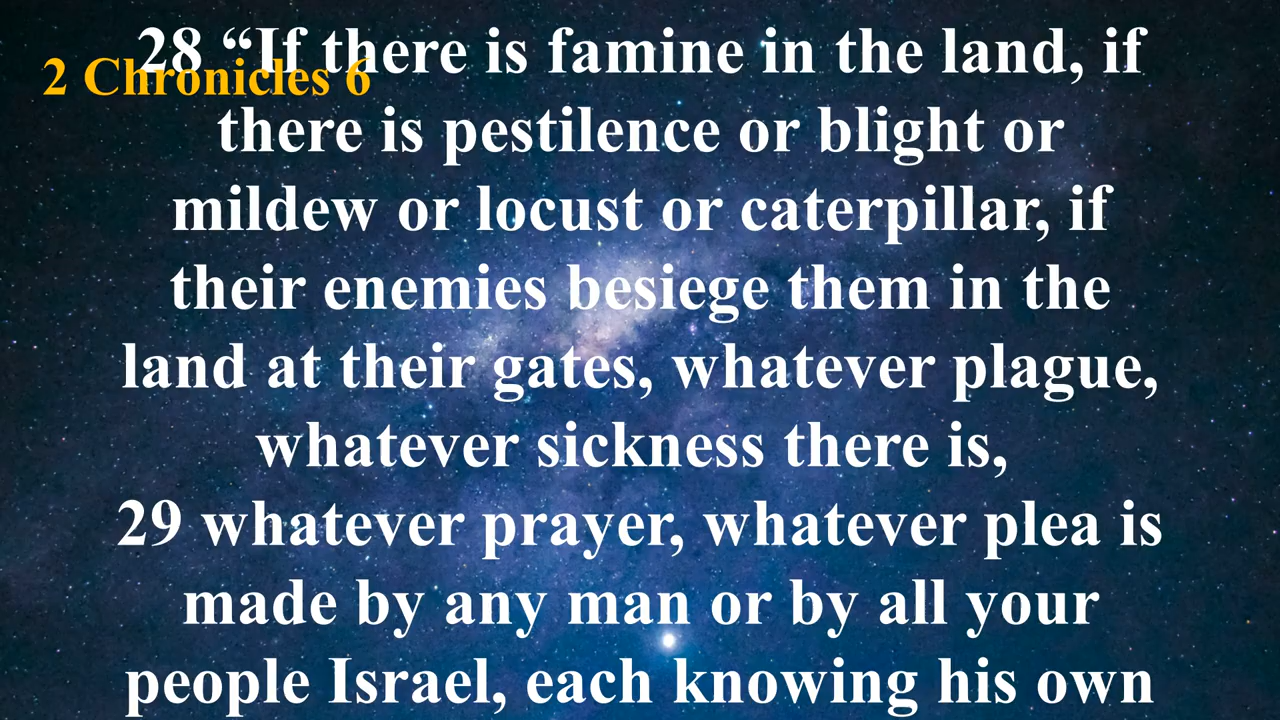 2 Chronicles 6
28 “If there is famine in the land, if
there is pestilence or blight or
mildew or locust or caterpillar, if
their enemies besiege them in the
land at their gates, whatever plague,
whatever sickness there is,
29 whatever prayer, whatever plea is
made by any man or by all your
people Israel, each knowing his own